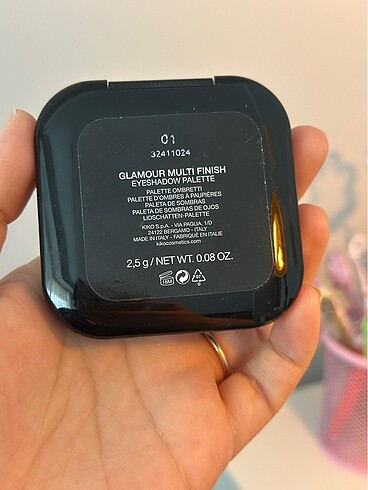 01
32411024
GLAMOUR MULTI FINISH
EYESHADOW PALETTE
PALETTE OMBRETTI
PALETTE D'OMBRES À PAUPIÈRES
PALETA DE SOMBRAS
PALETA DE SOMBRAS DE OJOS
LIDSCHATTEN-PALETTE
KIKO S.p.A. - VIA PAGLIA, 1/D
24122 BERGAMO - ITALY
MADE IN ITALY - FABRIQUÉ EN ITALIE
kikocosmetics.com
2,5 g / NET WT. 0.08 OZ.
18M